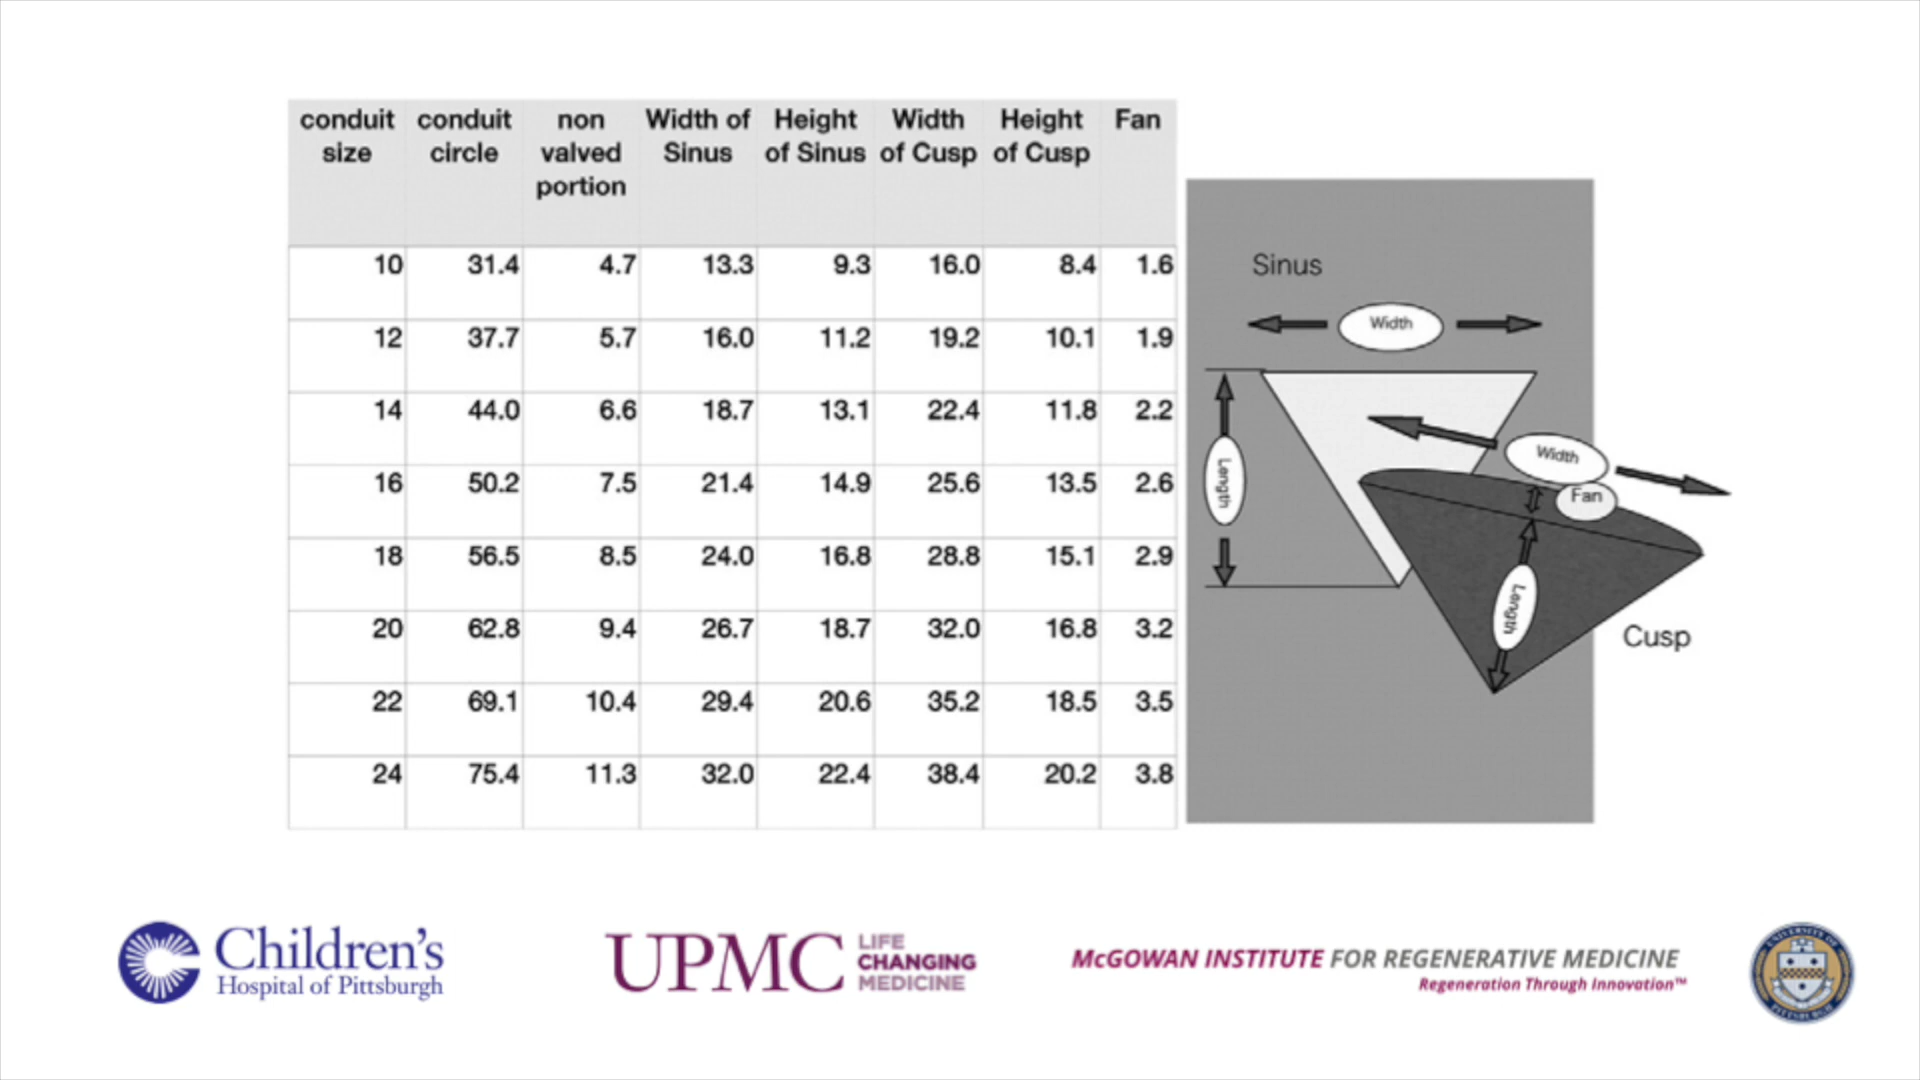 conduit size	conduit circle	non valved portion	Width of Sinus	Height of Sinus	Width of Cusp	Height of Cusp	Fan
10	31.4	4.7	13.3	9.3	16.0	8.4	1.6
12	37.7	5.7	16.0	11.2	19.2	10.1	1.9
14	44.0	6.6	18.7	13.1	22.4	11.8	2.2
16	50.2	7.5	21.4	14.9	25.6	13.5	2.6
18	56.5	8.5	24.0	16.8	28.8	15.1	2.9
20	62.8	9.4	26.7	18.7	32.0	16.8	3.2
22	69.1	10.4	29.4	20.6	35.2	18.5	3.5
24	75.4	11.3	32.0	22.4	38.4	20.2	3.8
Sinus
Width
Length
Width
Fan
Length
Cusp
Children's
Hospital of Pittsburgh
UPMC
LIFE
CHANGING
MEDICINE
McGOWAN INSTITUTE FOR REGENERATIVE MEDICINE
Regeneration Through Innovation™
UNIVERSITY OF
PITTSBURGH